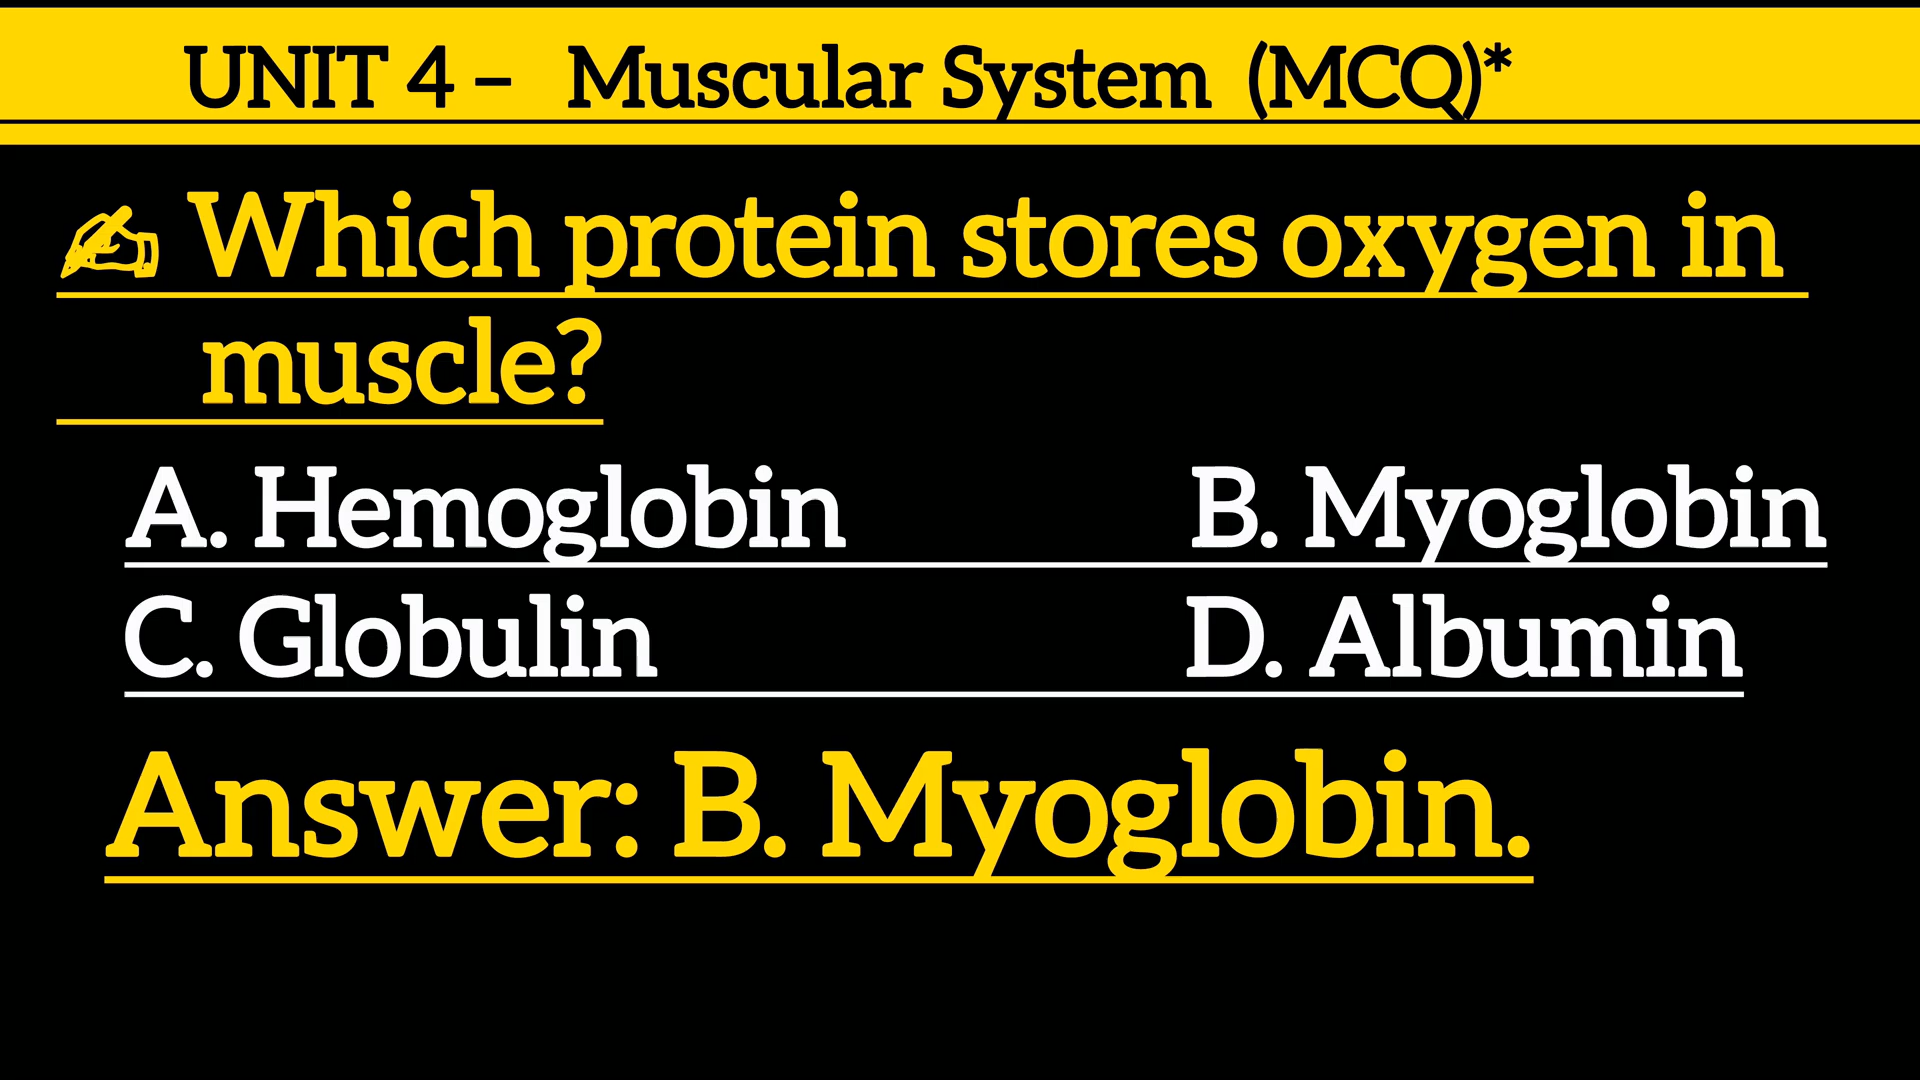 UNIT 4 – Muscular System (MCQ)*
✍ Which protein stores oxygen in
muscle?
A. Hemoglobin B. Myoglobin
C. Globulin D. Albumin
Answer: B. Myoglobin.